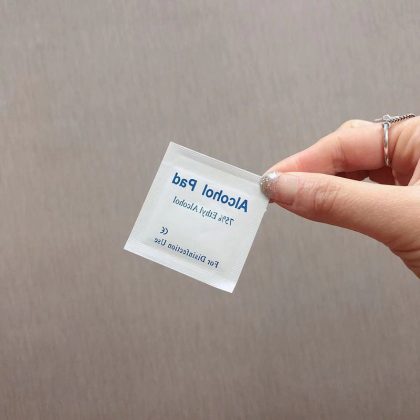 Alcohol Pad
75% Ethyl Alcohol
CE
For Disinfection Use